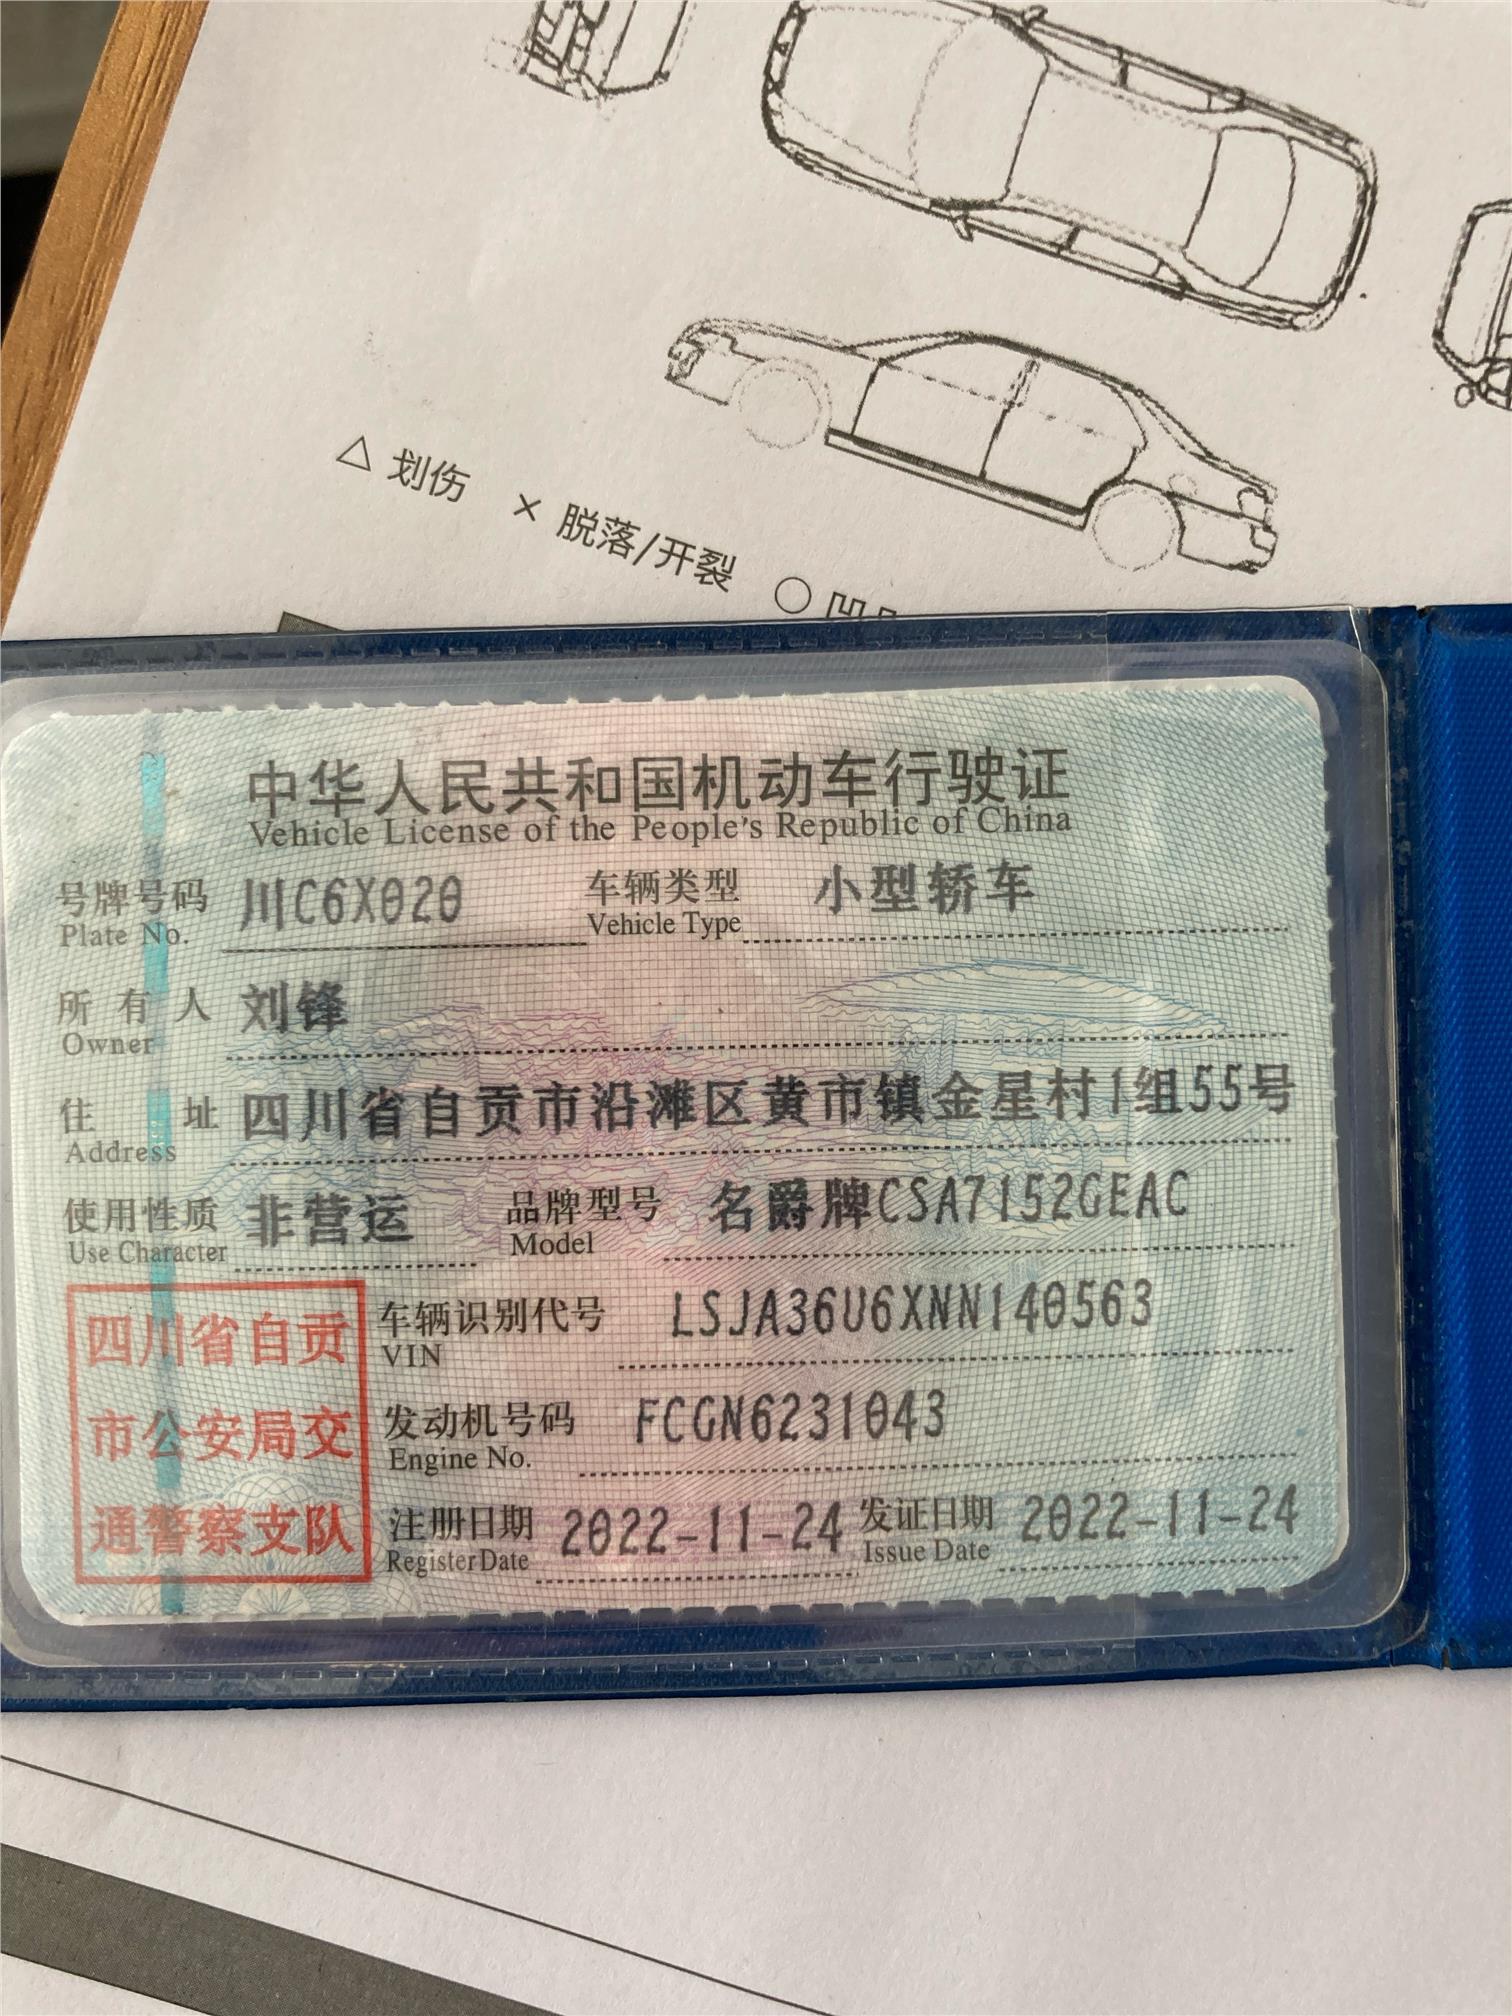 △ 划伤 × 脱落/开裂 ○ 凹
中华人民共和国机动车行驶证
Vehicle License of the People's Republic of China
号牌号码 川C6X020 车辆类型 小型轿车
Plate No. Vehicle Type
所有人 刘锋
Owner
住址 四川省自贡市沿滩区黄市镇金星村1组55号
Address
使用性质 非营运 品牌型号 名爵牌CSA7152GEAC
Use Character Model
四川省自贡
市公安局交
通警察支队
车辆识别代号 LSJA36U6XNN140563
VIN
发动机号码 FCGN6231043
Engine No.
注册日期 2022-11-24 发证日期 2022-11-24
Register Date Issue Date